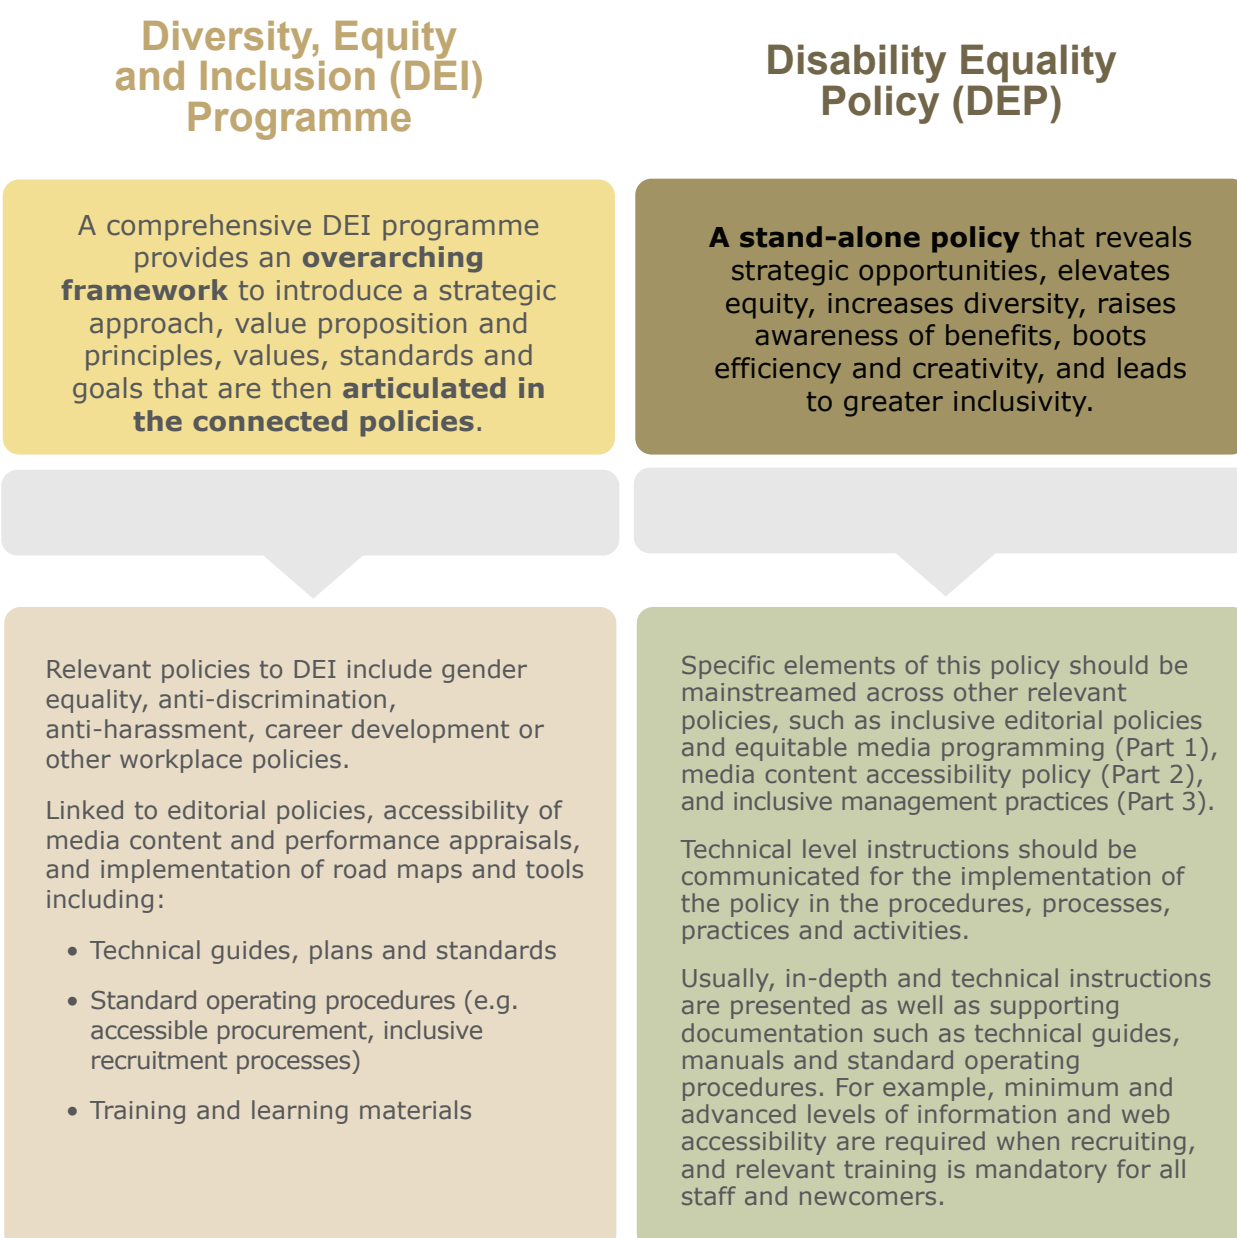 Diversity, Equity
and Inclusion (DEI)
Programme
A comprehensive DEI programme
provides an overarching
framework to introduce a strategic
approach, value proposition and
principles, values, standards and
goals that are then articulated in
the connected policies.
Relevant policies to DEI include gender
equality, anti-discrimination,
anti-harassment, career development or
other workplace policies.
Linked to editorial policies, accessibility of
media content and performance appraisals,
and implementation of road maps and tools
including:
• Technical guides, plans and standards
• Standard operating procedures (e.g.
accessible procurement, inclusive
recruitment processes)
• Training and learning materials
Disability Equality
Policy (DEP)
A stand-alone policy that reveals
strategic opportunities, elevates
equity, increases diversity, raises
awareness of benefits, boots
efficiency and creativity, and leads
to greater inclusivity.
Specific elements of this policy should be
mainstreamed across other relevant
policies, such as inclusive editorial policies
and equitable media programming (Part 1),
media content accessibility policy (Part 2),
and inclusive management practices (Part 3).
Technical level instructions should be
communicated for the implementation of
the policy in the procedures, processes,
practices and activities.
Usually, in-depth and technical instructions
are presented as well as supporting
documentation such as technical guides,
manuals and standard operating
procedures. For example, minimum and
advanced levels of information and web
accessibility are required when recruiting,
and relevant training is mandatory for all
staff and newcomers.